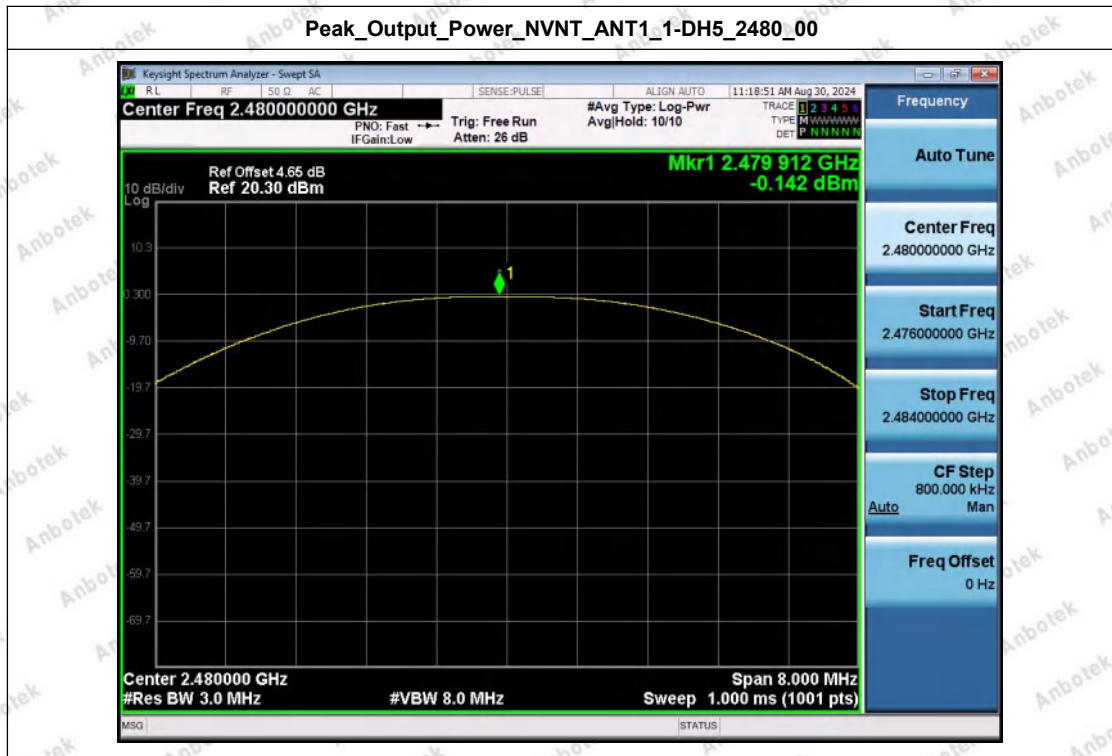 Peak_Output_Power_NVNT_ANT1_1-DH5_2480_00
Keysight Spectrum Analyzer - Swept SA
RL RF 50 Ω AC SENSE:PULSE ALIGN AUTO 11:18:51 AM Aug 30, 2024
Center Freq 2.480000000 GHz
PNO: Fast
IFGain:Low
Trig: Free Run
Atten: 26 dB
#Avg Type: Log-Pwr
Avg|Hold: 10/10
TRACE 1 2 3 4 5 6
TYPE M WWWWW
DET P N N N N N
Frequency
Auto Tune
Center Freq
2.480000000 GHz
Start Freq
2.476000000 GHz
Stop Freq
2.484000000 GHz
CF Step
800.000 kHz
Auto Man
Freq Offset
0 Hz
Mkr1 2.479 912 GHz
-0.142 dBm
Ref Offset 4.65 dB
10 dB/div Ref 20.30 dBm
Log
10.3
1
0.300
-9.70
-19.7
-29.7
-39.7
-49.7
-59.7
-69.7
Center 2.480000 GHz Span 8.000 MHz
#Res BW 3.0 MHz #VBW 8.0 MHz Sweep 1.000 ms (1001 pts)
MSG STATUS
Anbotek